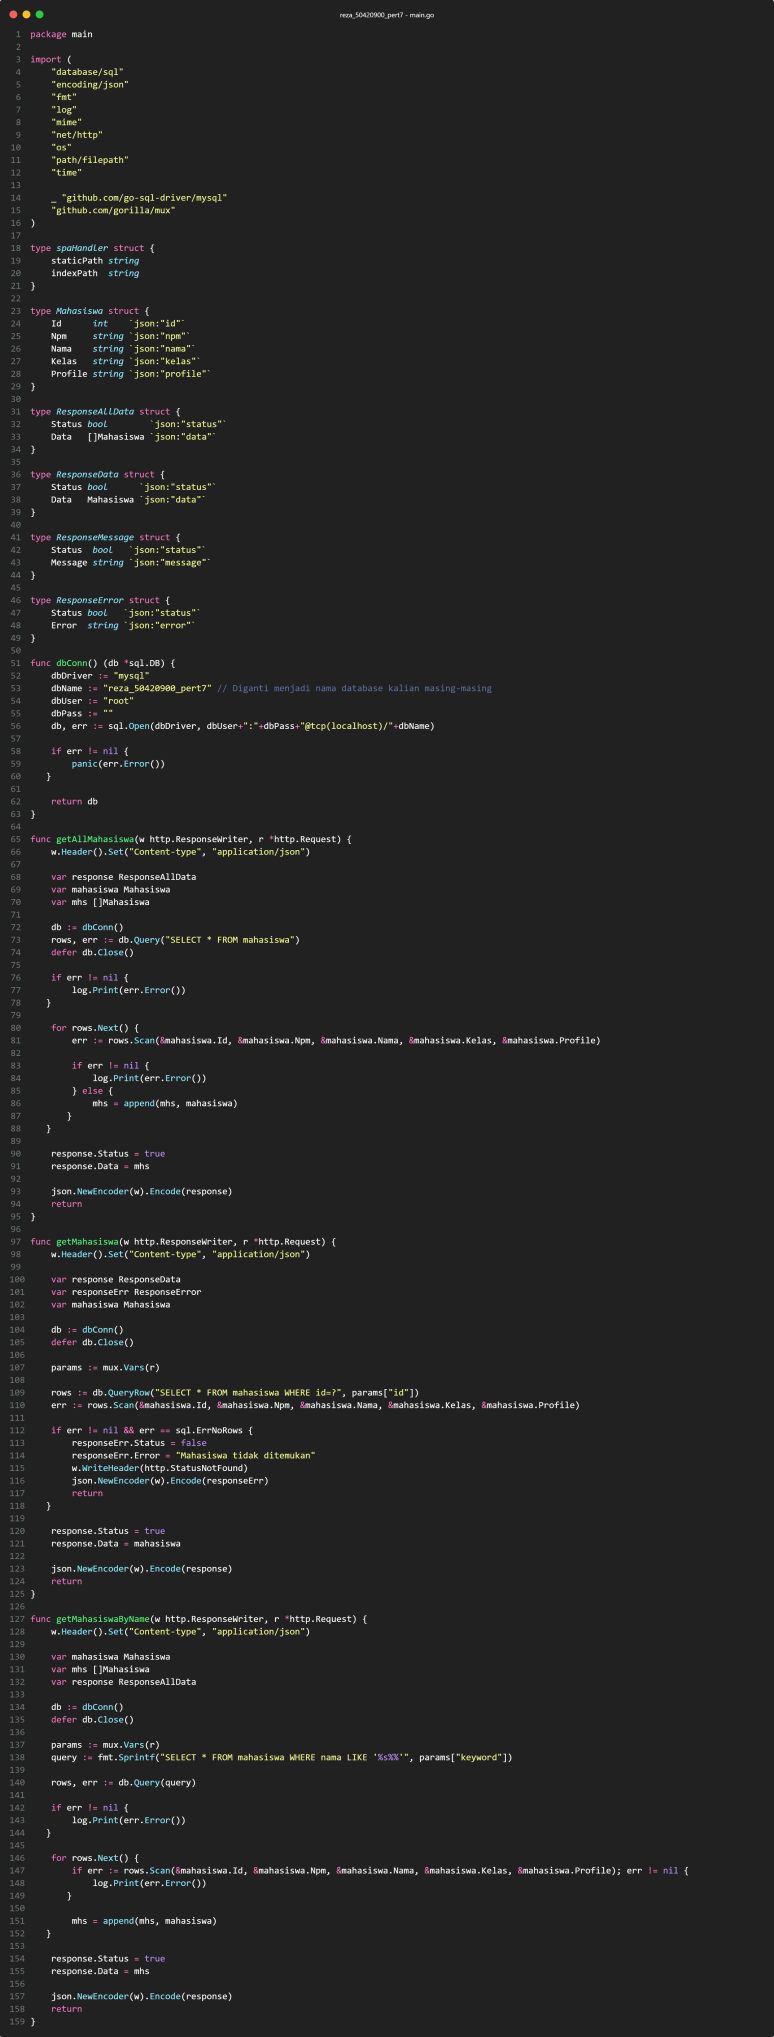 reza_50420900_pert7 - main.go
1 package main
2
3 import (
4     "database/sql"
5     "encoding/json"
6     "fmt"
7     "log"
8     "mime"
9     "net/http"
10     "os"
11     "path/filepath"
12     "time"
13
14     _ "github.com/go-sql-driver/mysql"
15     "github.com/gorilla/mux"
16 )
17
18 type spaHandler struct {
19     staticPath string
20     indexPath  string
21 }
22
23 type Mahasiswa struct {
24     Id      int    `json:"id"`
25     Npm     string `json:"npm"`
26     Nama    string `json:"nama"`
27     Kelas   string `json:"kelas"`
28     Profile string `json:"profile"`
29 }
30
31 type ResponseAllData struct {
32     Status bool        `json:"status"`
33     Data   []Mahasiswa `json:"data"`
34 }
35
36 type ResponseData struct {
37     Status bool      `json:"status"`
38     Data   Mahasiswa `json:"data"`
39 }
40
41 type ResponseMessage struct {
42     Status  bool   `json:"status"`
43     Message string `json:"message"`
44 }
45
46 type ResponseError struct {
47     Status bool   `json:"status"`
48     Error  string `json:"error"`
49 }
50
51 func dbConn() (db *sql.DB) {
52     dbDriver := "mysql"
53     dbName := "reza_50420900_pert7" // Diganti menjadi nama database kalian masing-masing
54     dbUser := "root"
55     dbPass := ""
56     db, err := sql.Open(dbDriver, dbUser+":"+dbPass+"@tcp(localhost)/"+dbName)
57
58     if err != nil {
59         panic(err.Error())
60    }
61
62     return db
63 }
64
65 func getAllMahasiswa(w http.ResponseWriter, r *http.Request) {
66     w.Header().Set("Content-type", "application/json")
67
68     var response ResponseAllData
69     var mahasiswa Mahasiswa
70     var mhs []Mahasiswa
71
72     db := dbConn()
73     rows, err := db.Query("SELECT * FROM mahasiswa")
74     defer db.Close()
75
76     if err != nil {
77         log.Print(err.Error())
78    }
79
80     for rows.Next() {
81         err := rows.Scan(&mahasiswa.Id, &mahasiswa.Npm, &mahasiswa.Nama, &mahasiswa.Kelas, &mahasiswa.Profile)
82
83         if err != nil {
84             log.Print(err.Error())
85         } else {
86             mhs = append(mhs, mahasiswa)
87        }
88    }
89
90     response.Status = true
91     response.Data = mhs
92
93     json.NewEncoder(w).Encode(response)
94     return
95 }
96
97 func getMahasiswa(w http.ResponseWriter, r *http.Request) {
98     w.Header().Set("Content-type", "application/json")
99
100     var response ResponseData
101     var responseErr ResponseError
102     var mahasiswa Mahasiswa
103
104     db := dbConn()
105     defer db.Close()
106
107     params := mux.Vars(r)
108
109     rows := db.QueryRow("SELECT * FROM mahasiswa WHERE id=?", params["id"])
110     err := rows.Scan(&mahasiswa.Id, &mahasiswa.Npm, &mahasiswa.Nama, &mahasiswa.Kelas, &mahasiswa.Profile)
111
112     if err != nil && err == sql.ErrNoRows {
113         responseErr.Status = false
114         responseErr.Error = "Mahasiswa tidak ditemukan"
115         w.WriteHeader(http.StatusNotFound)
116         json.NewEncoder(w).Encode(responseErr)
117         return
118    }
119
120     response.Status = true
121     response.Data = mahasiswa
122
123     json.NewEncoder(w).Encode(response)
124     return
125 }
126
127 func getMahasiswaByName(w http.ResponseWriter, r *http.Request) {
128     w.Header().Set("Content-type", "application/json")
129
130     var mahasiswa Mahasiswa
131     var mhs []Mahasiswa
132     var response ResponseAllData
133
134     db := dbConn()
135     defer db.Close()
136
137     params := mux.Vars(r)
138     query := fmt.Sprintf("SELECT * FROM mahasiswa WHERE nama LIKE '%s%%'", params["keyword"])
139
140     rows, err := db.Query(query)
141
142     if err != nil {
143         log.Print(err.Error())
144    }
145
146     for rows.Next() {
147         if err := rows.Scan(&mahasiswa.Id, &mahasiswa.Npm, &mahasiswa.Nama, &mahasiswa.Kelas, &mahasiswa.Profile); err != nil {
148             log.Print(err.Error())
149        }
150
151         mhs = append(mhs, mahasiswa)
152    }
153
154     response.Status = true
155     response.Data = mhs
156
157     json.NewEncoder(w).Encode(response)
158     return
159 }